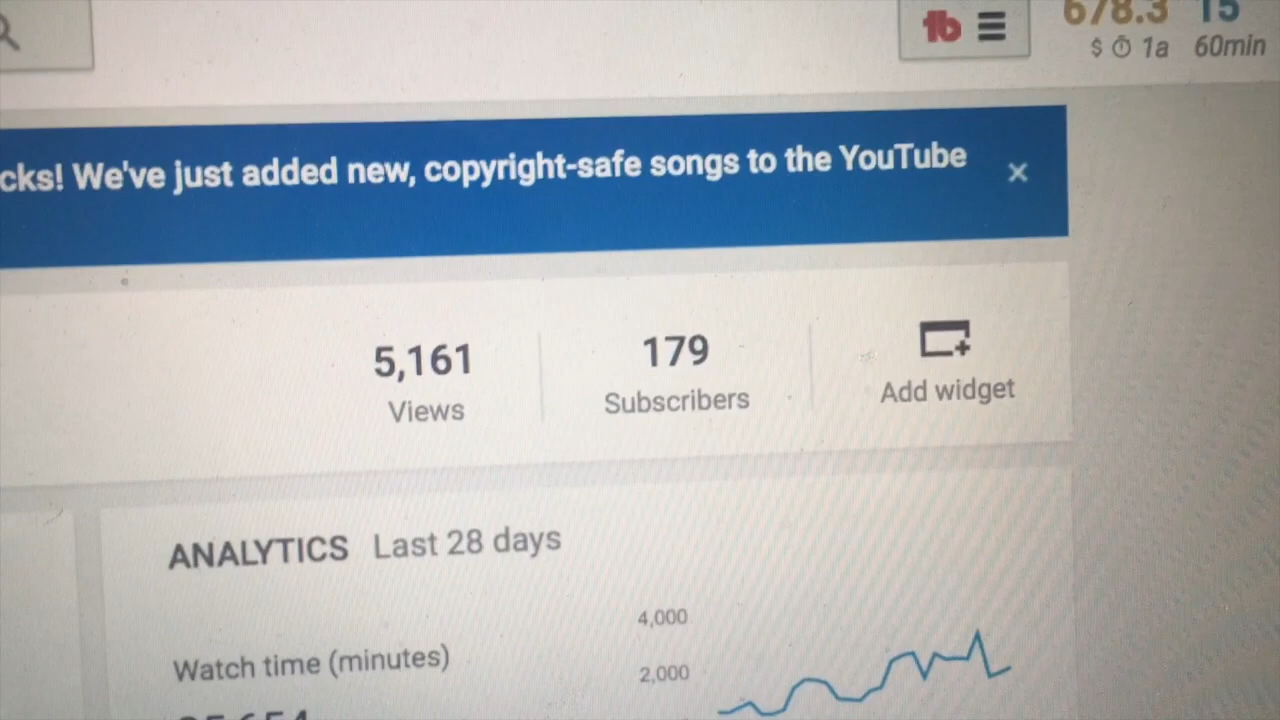 tb
678.3 15
$ 1a 60min
cks! We've just added new, copyright-safe songs to the YouTube
×
5,161
Views
179
Subscribers
Add widget
ANALYTICS Last 28 days
4,000
Watch time (minutes)
2,000